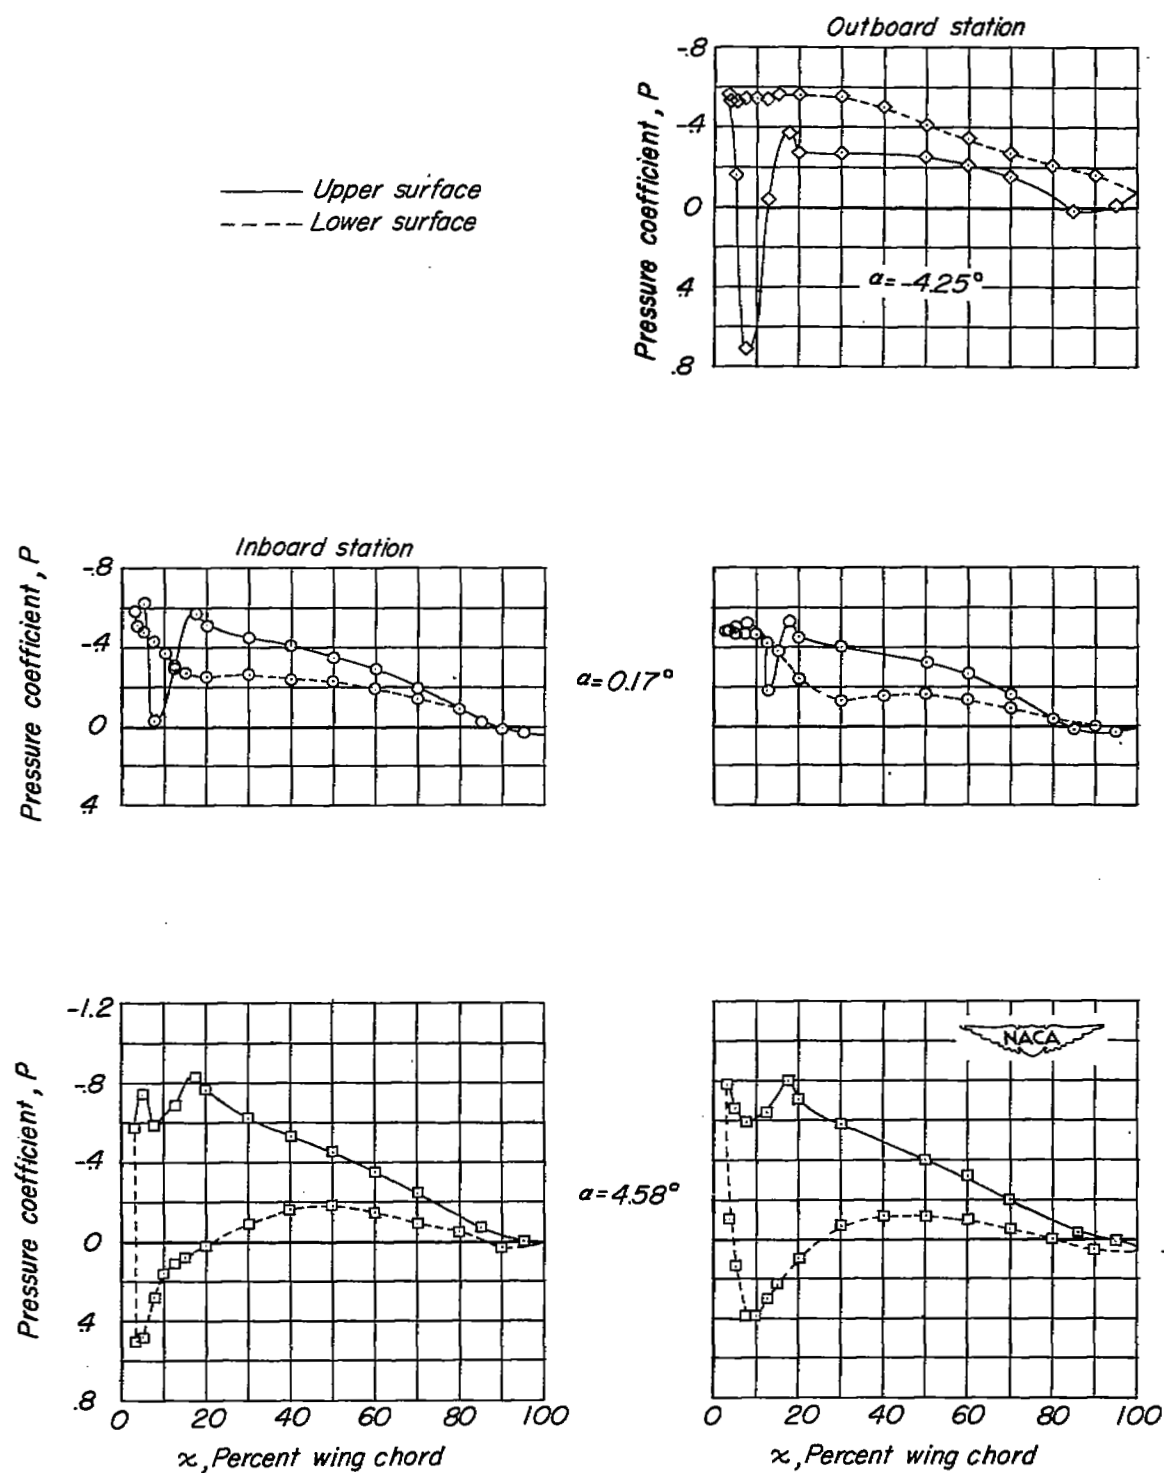 Outboard station
-.8
-.4
0
.4
.8
Pressure coefficient, P
α=-4.25°
Upper surface
Lower surface
Inboard station
-.8
-.4
0
.4
Pressure coefficient, P
α=0.17°
-1.2
-.8
-.4
0
.4
.8
Pressure coefficient, P
α=4.58°
NACA
0 20 40 60 80 100
x, Percent wing chord
0 20 40 60 80 100
x, Percent wing chord